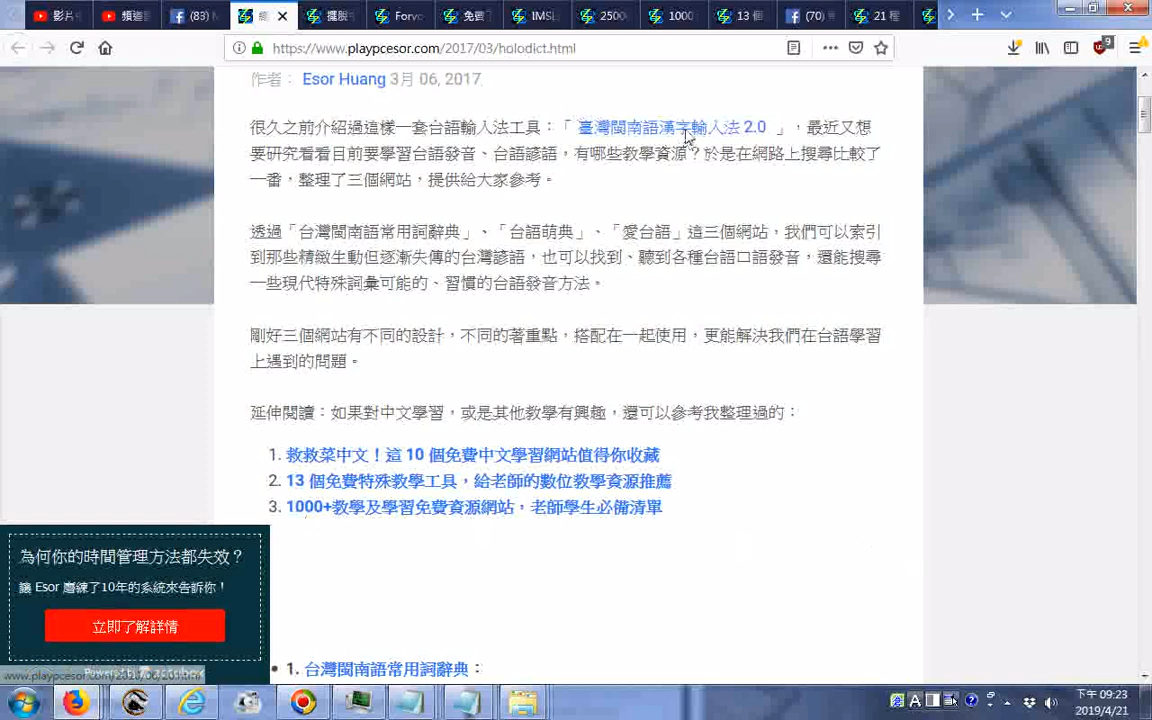 影片
頻道
(83) M
Forvo
免費
IMSL
2500
1000
13 個
(70)
21 種
https://www.playpcesor.com/2017/03/holodict.html
9
作者： Esor Huang 3月 06, 2017
很久之前介紹過這樣一套台語輸入法工具：「 臺灣閩南語漢字輸入法 2.0 」，最近又想
要研究看看目前要學習台語發音、台語諺語，有哪些教學資源？於是在網路上搜尋比較了
一番，整理了三個網站，提供給大家參考。
透過「台灣閩南語常用詞辭典」、「台語萌典」、「愛台語」這三個網站，我們可以索引
到那些精緻生動但逐漸失傳的台灣諺語，也可以找到、聽到各種台語口語發音，還能搜尋
一些現代特殊詞彙可能的、習慣的台語發音方法。
剛好三個網站有不同的設計，不同的著重點，搭配在一起使用，更能解決我們在台語學習
上遇到的問題。
延伸閱讀：如果對中文學習，或是其他教學有興趣，還可以參考我整理過的：
1. 救救菜中文！這 10 個免費中文學習網站值得你收藏
2. 13 個免費特殊教學工具，給老師的數位教學資源推薦
3. 1000+教學及學習免費資源網站，老師學生必備清單
為何你的時間管理方法都失效？
讓 Esor 磨練了10年的系統來告訴你！
立即了解詳情
1. 台灣閩南語常用詞辭典：
下午 09:23
2019/4/21